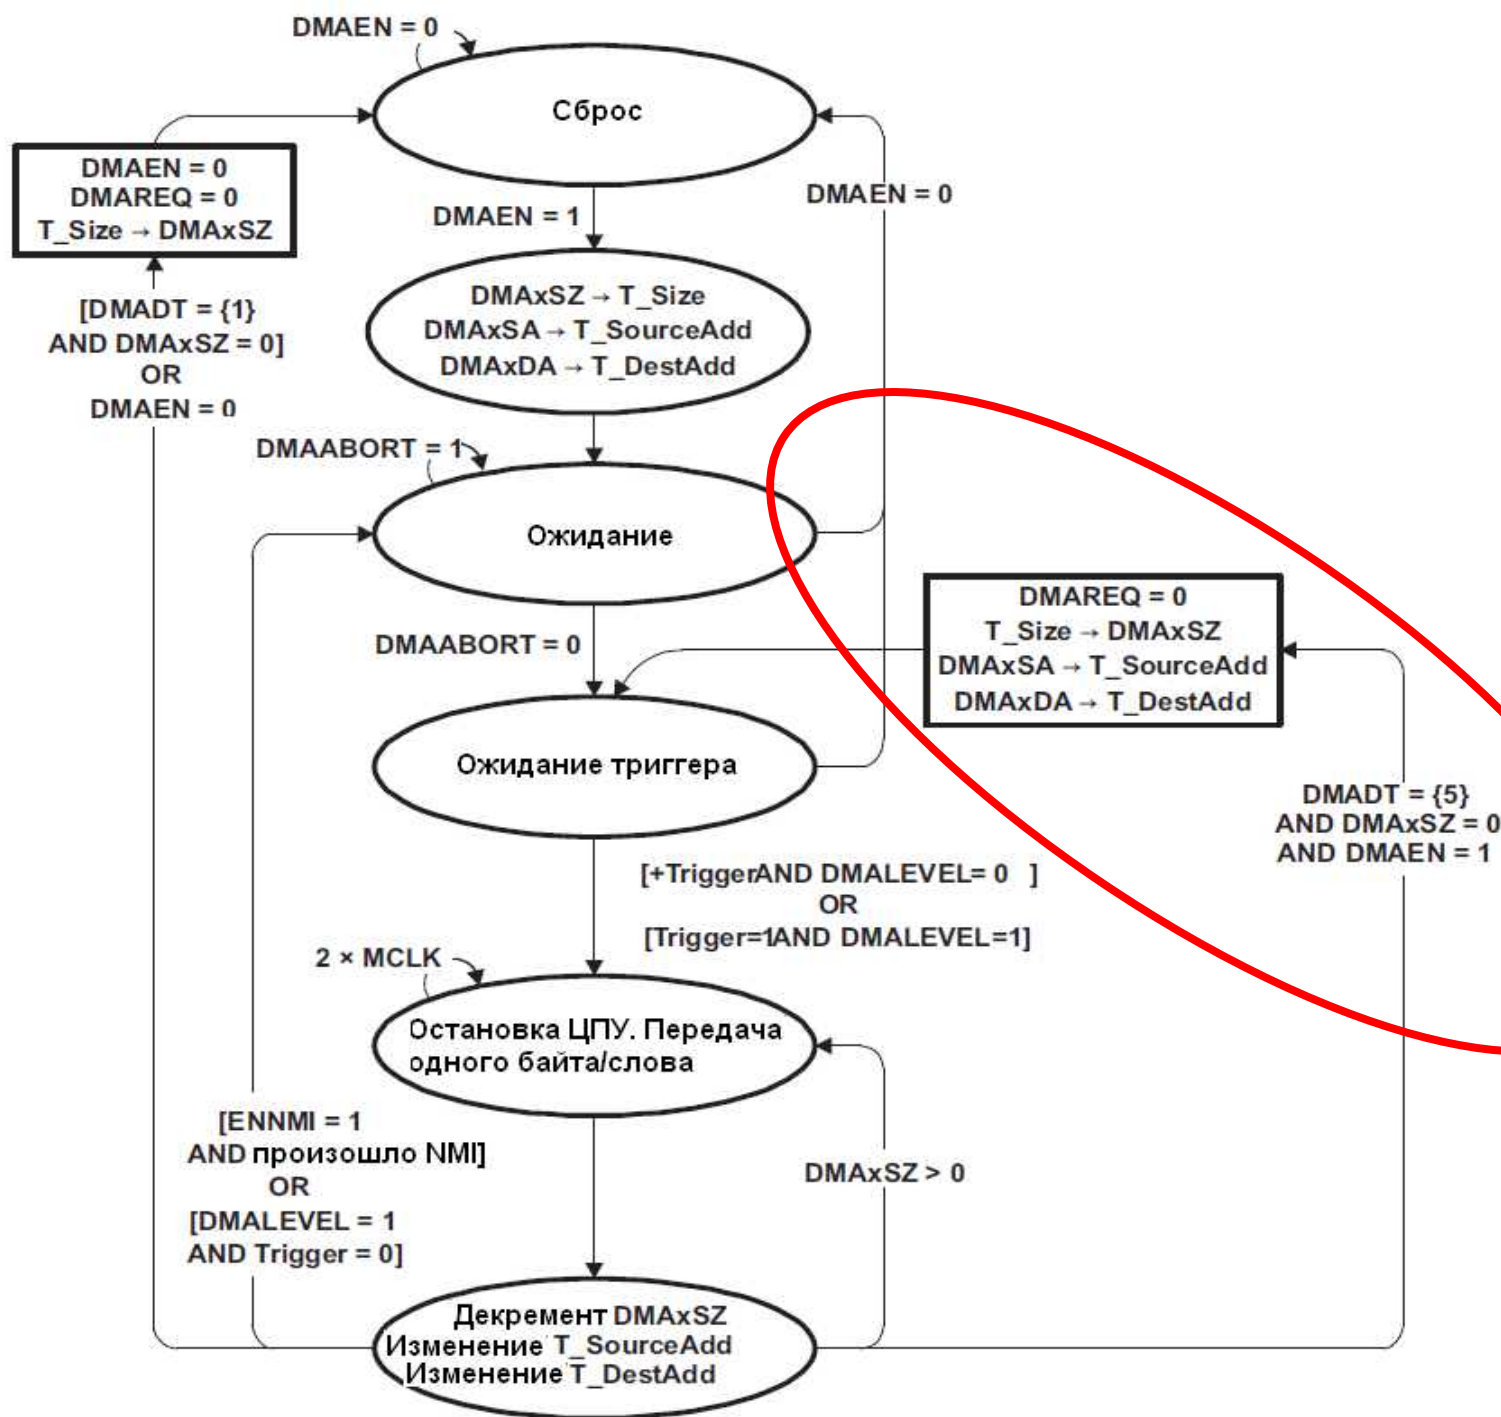 DMAEN = 0
Сброс
DMAEN = 0
DMAREQ = 0
T_Size → DMAxSZ
DMAEN = 0
DMAEN = 1
[DMADT = {1}
AND DMAxSZ = 0]
OR
DMAEN = 0
DMAxSZ → T_Size
DMAxSA → T_SourceAdd
DMAxDA → T_DestAdd
DMAABORT = 1
Ожидание
DMAABORT = 0
DMAREQ = 0
T_Size → DMAxSZ
DMAxSA → T_SourceAdd
DMAxDA → T_DestAdd
Ожидание триггера
DMADT = {5}
AND DMAxSZ = 0
AND DMAEN = 1
[+TriggerAND DMALEVEL= 0 ]
OR
[Trigger=1AND DMALEVEL=1]
2 × MCLK
Остановка ЦПУ. Передача
одного байта/слова
[ENNMI = 1
AND произошло NMI]
OR
[DMALEVEL = 1
AND Trigger = 0]
DMAxSZ > 0
Декремент DMAxSZ
Изменение T_SourceAdd
Изменение T_DestAdd